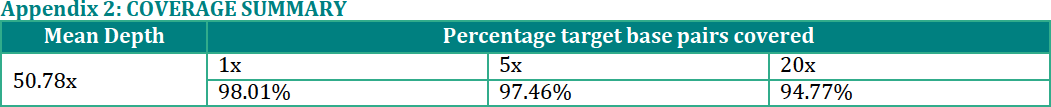 Appendix 2: COVERAGE SUMMARY
Mean Depth Percentage target base pairs covered
50.78x 1x 5x 20x
98.01% 97.46% 94.77%